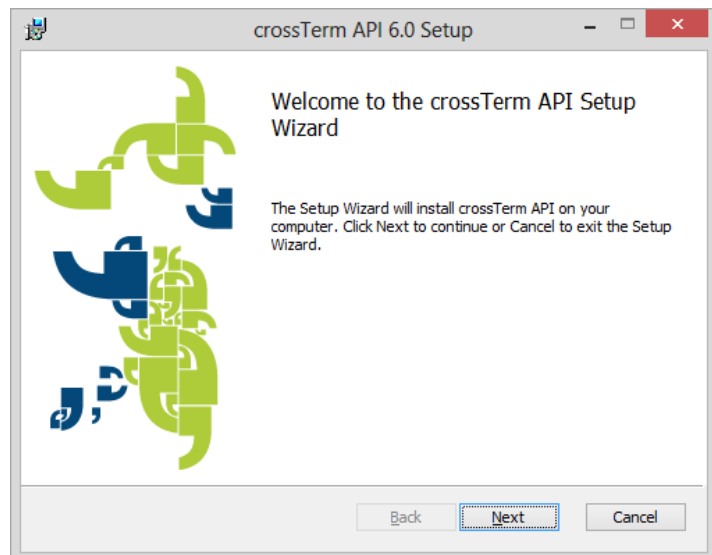 crossTerm API 6.0 Setup
Welcome to the crossTerm API Setup
Wizard
The Setup Wizard will install crossTerm API on your
computer. Click Next to continue or Cancel to exit the Setup
Wizard.
Back Next Cancel